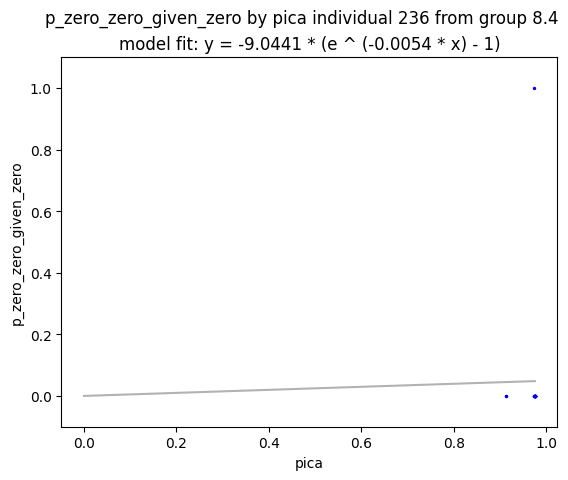 p_zero_zero_given_zero by pica individual 236 from group 8.4
model fit: y = -9.0441 * (e ^ (-0.0054 * x) - 1)
1.0
0.8
0.6
0.4
0.2
0.0
p_zero_zero_given_zero
0.0 0.2 0.4 0.6 0.8 1.0
pica